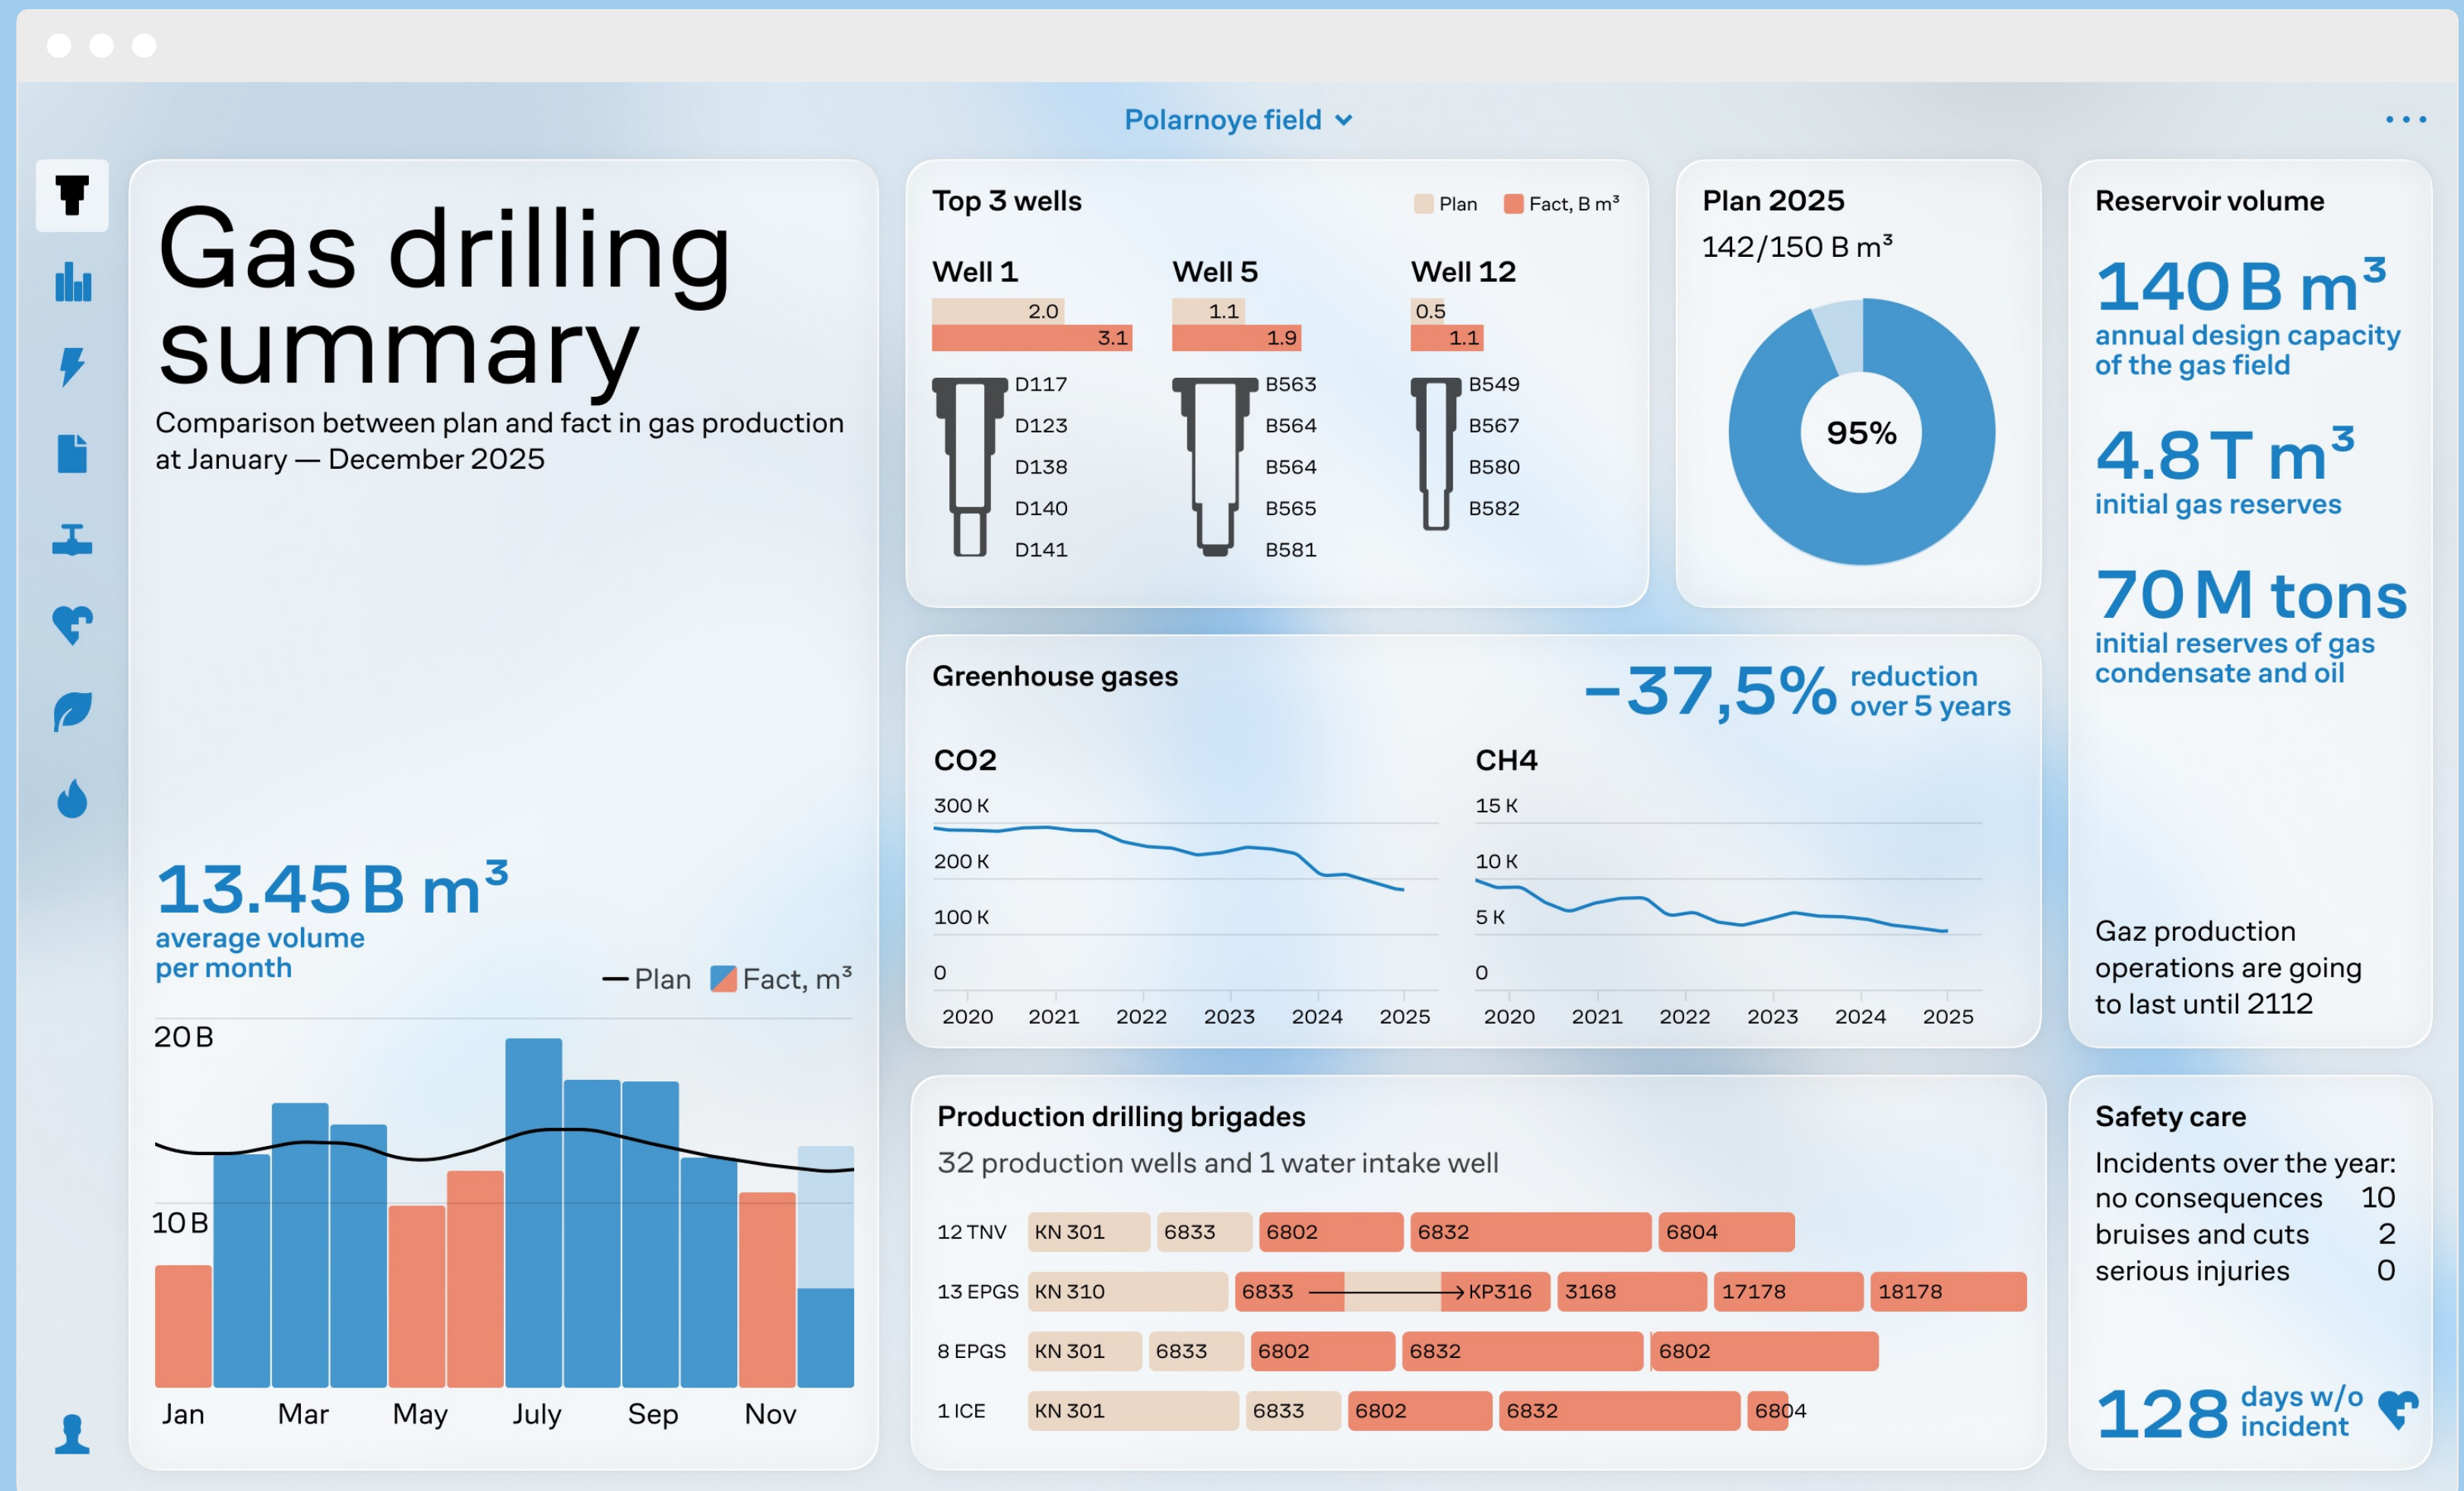 Polarnoye field
Gas drilling
summary
Comparison between plan and fact in gas production
at January — December 2025
13.45 B m³
average volume
per month
Plan
Fact, m³
20 B
10 B
Jan
Mar
May
July
Sep
Nov
Top 3 wells
Plan
Fact, B m³
Well 1
2.0
3.1
D117
D123
D138
D140
D141
Well 5
1.1
1.9
B563
B564
B564
B565
B581
Well 12
0.5
1.1
B549
B567
B580
B582
Plan 2025
142/150 B m³
95%
Reservoir volume
140 B m³
annual design capacity
of the gas field
4.8 T m³
initial gas reserves
70 M tons
initial reserves of gas
condensate and oil
Gaz production
operations are going
to last until 2112
Greenhouse gases
−37,5%
reduction
over 5 years
CO2
300 K
200 K
100 K
0
2020 2021 2022 2023 2024 2025
CH4
15 K
10 K
5 K
0
2020 2021 2022 2023 2024 2025
Production drilling brigades
32 production wells and 1 water intake well
12 TNV KN 301 6833 6802 6832 6804
13 EPGS KN 310 6833 KP316 3168 17178 18178
8 EPGS KN 301 6833 6802 6832 6802
1 ICE KN 301 6833 6802 6832 6804
Safety care
Incidents over the year:
no consequences 10
bruises and cuts 2
serious injuries 0
128
days w/o
incident